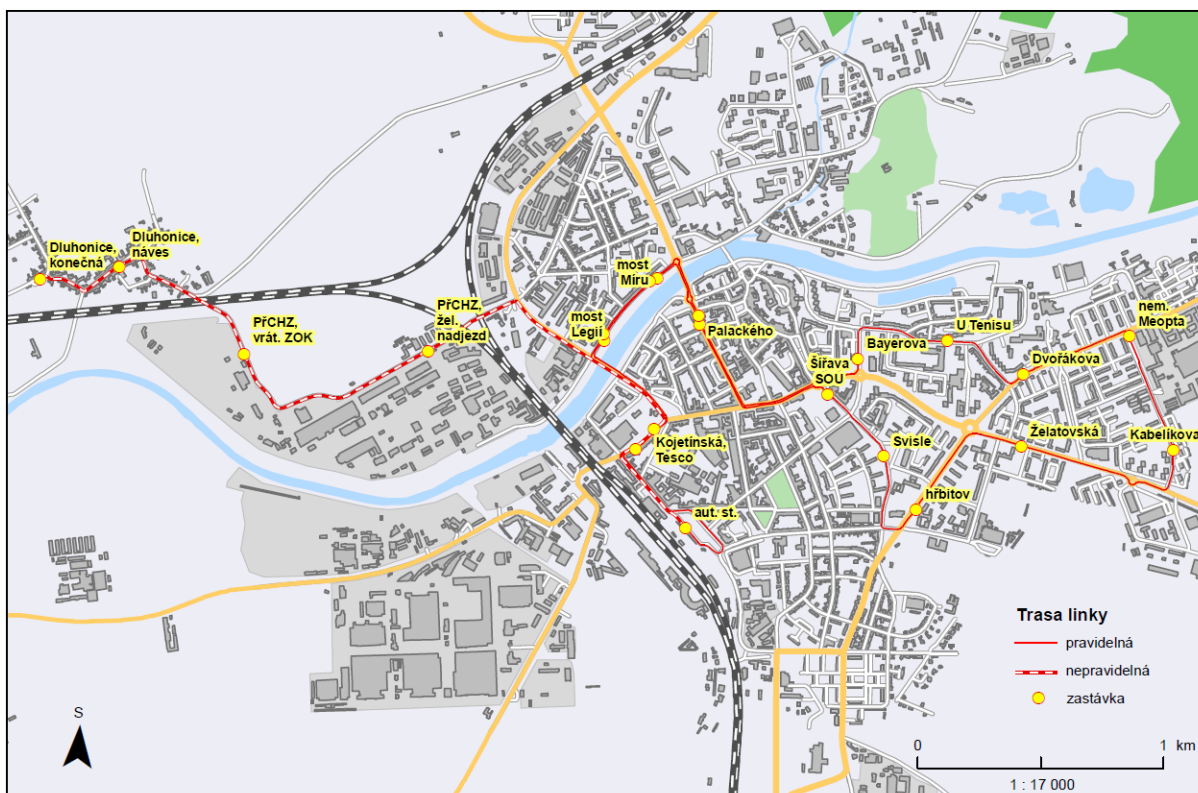 Dluhonice,
konečná
Dluhonice,
náves
PřCHZ,
vrát. ZOK
PřCHZ,
žel.
nadjezd
most
Míru
most
Legií
Palackého
Kojetínská,
Tesco
aut. st.
Šířava
SOU
Bayerova
U Tenisu
Dvořákova
nem.
Meopta
Svisle
Želatovská
Kabelíkova
hřbitov
Trasa linky
pravidelná
nepravidelná
zastávka
S
0 1 km
1 : 17 000